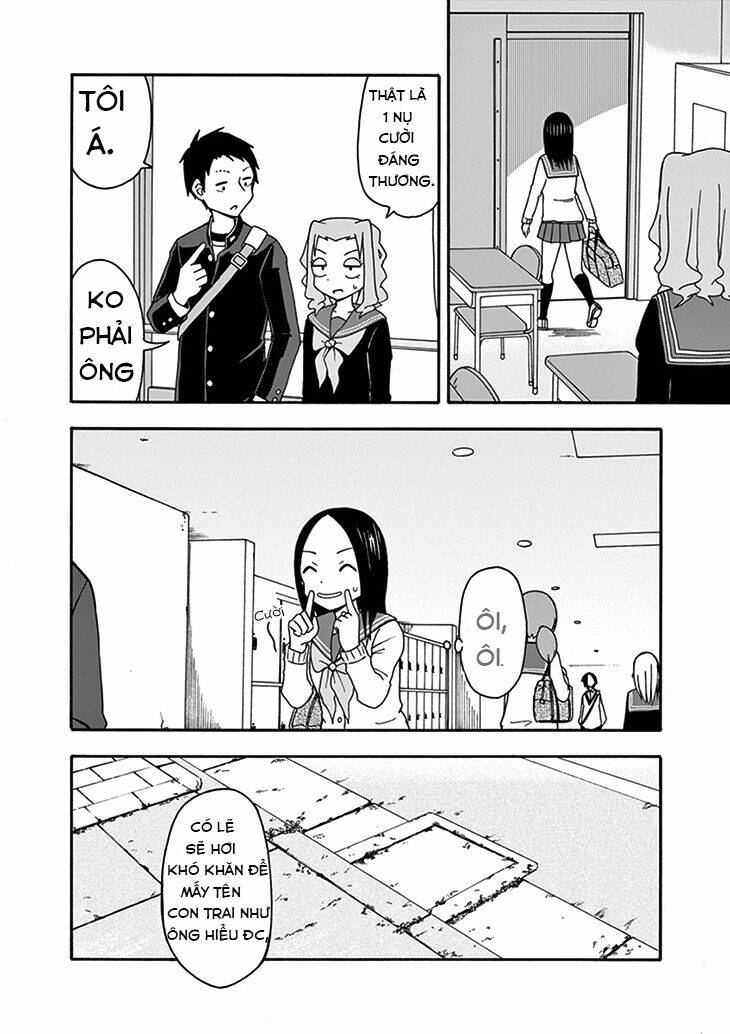 THẬT LÀ
1 NỤ
CƯỜI
ĐÁNG
THƯƠNG.
TÔI
Á.
KO
PHẢI
ÔNG
Cười
ÔI,
ÔI.
CÓ LẼ
SẼ HƠI
KHÓ KHĂN ĐỂ
MẤY TÊN
CON TRAI NHƯ
ÔNG HIỂU ĐC,